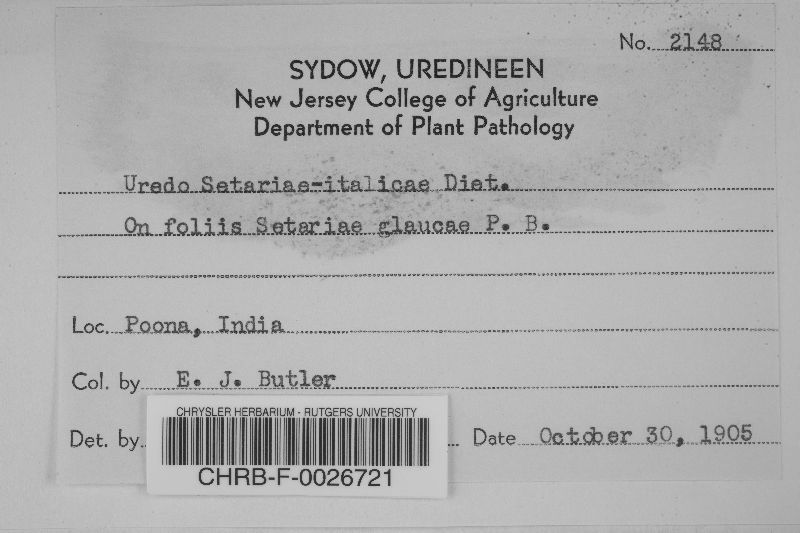 No. 2148
SYDOW, UREDINEEN
New Jersey College of Agriculture
Department of Plant Pathology
Uredo Setariae-italicae Diet.
On foliis Setariae glaucae P. B.
Loc. Poona, India
Col. by E. J. Butler
Det. by
Date October 30, 1905
CHRYSLER HERBARIUM - RUTGERS UNIVERSITY
CHRB-F-0026721